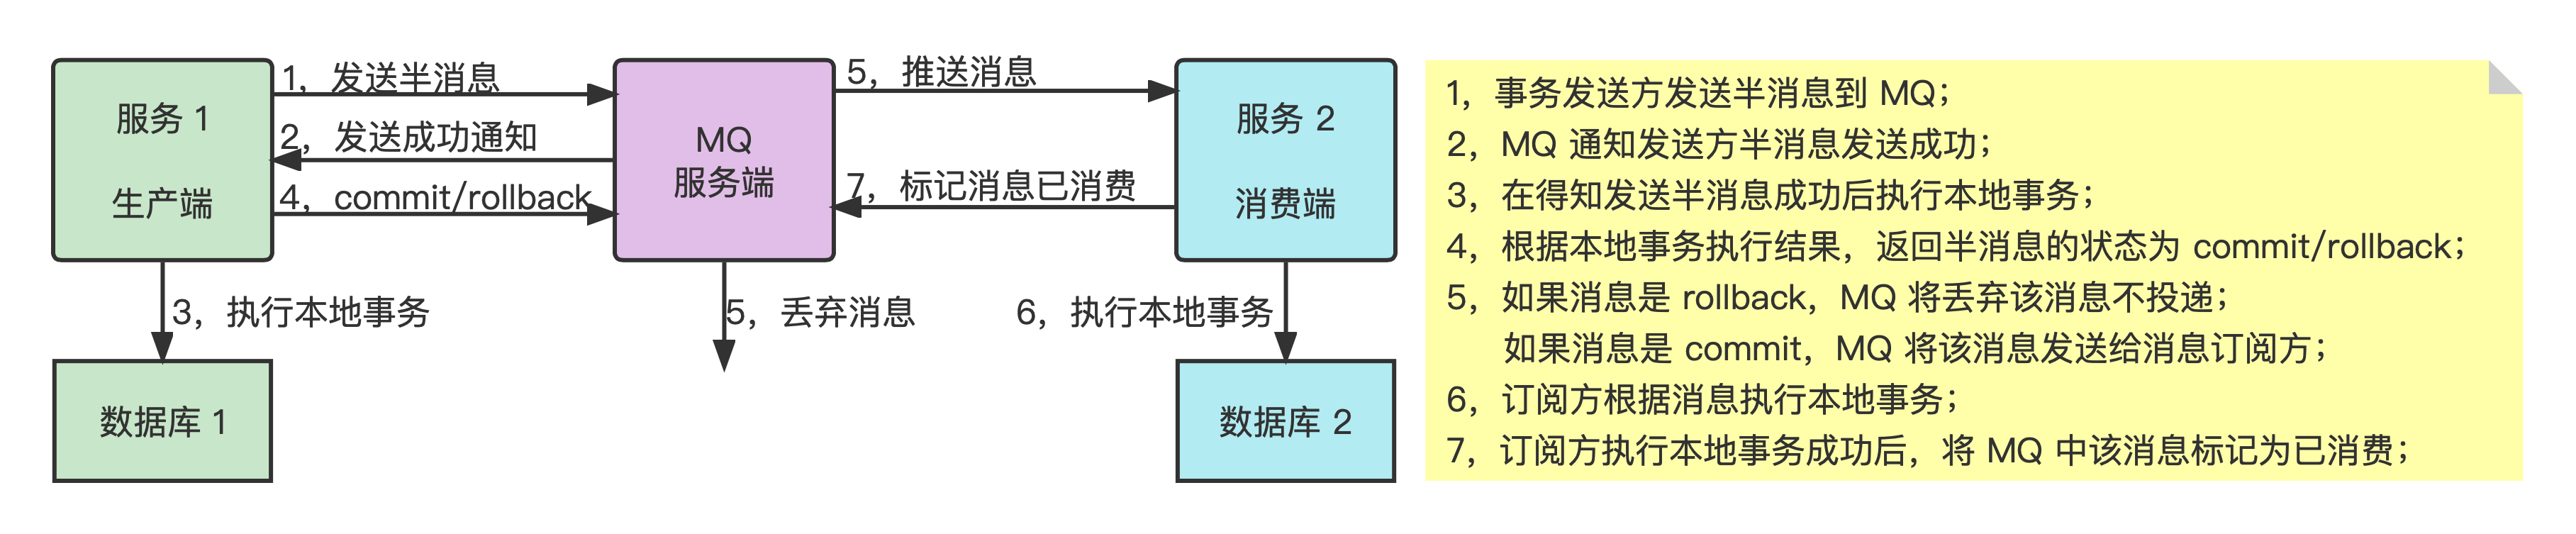 服务 1
生产端
1，发送半消息
2，发送成功通知
4，commit/rollback
MQ
服务端
5，推送消息
7，标记消息已消费
服务 2
消费端
3，执行本地事务
5，丢弃消息
6，执行本地事务
数据库 1
数据库 2
1，事务发送方发送半消息到 MQ；
2，MQ 通知发送方半消息发送成功；
3，在得知发送半消息成功后执行本地事务；
4，根据本地事务执行结果，返回半消息的状态为 commit/rollback；
5，如果消息是 rollback，MQ 将丢弃该消息不投递；
如果消息是 commit，MQ 将该消息发送给消息订阅方；
6，订阅方根据消息执行本地事务；
7，订阅方执行本地事务成功后，将 MQ 中该消息标记为已消费；